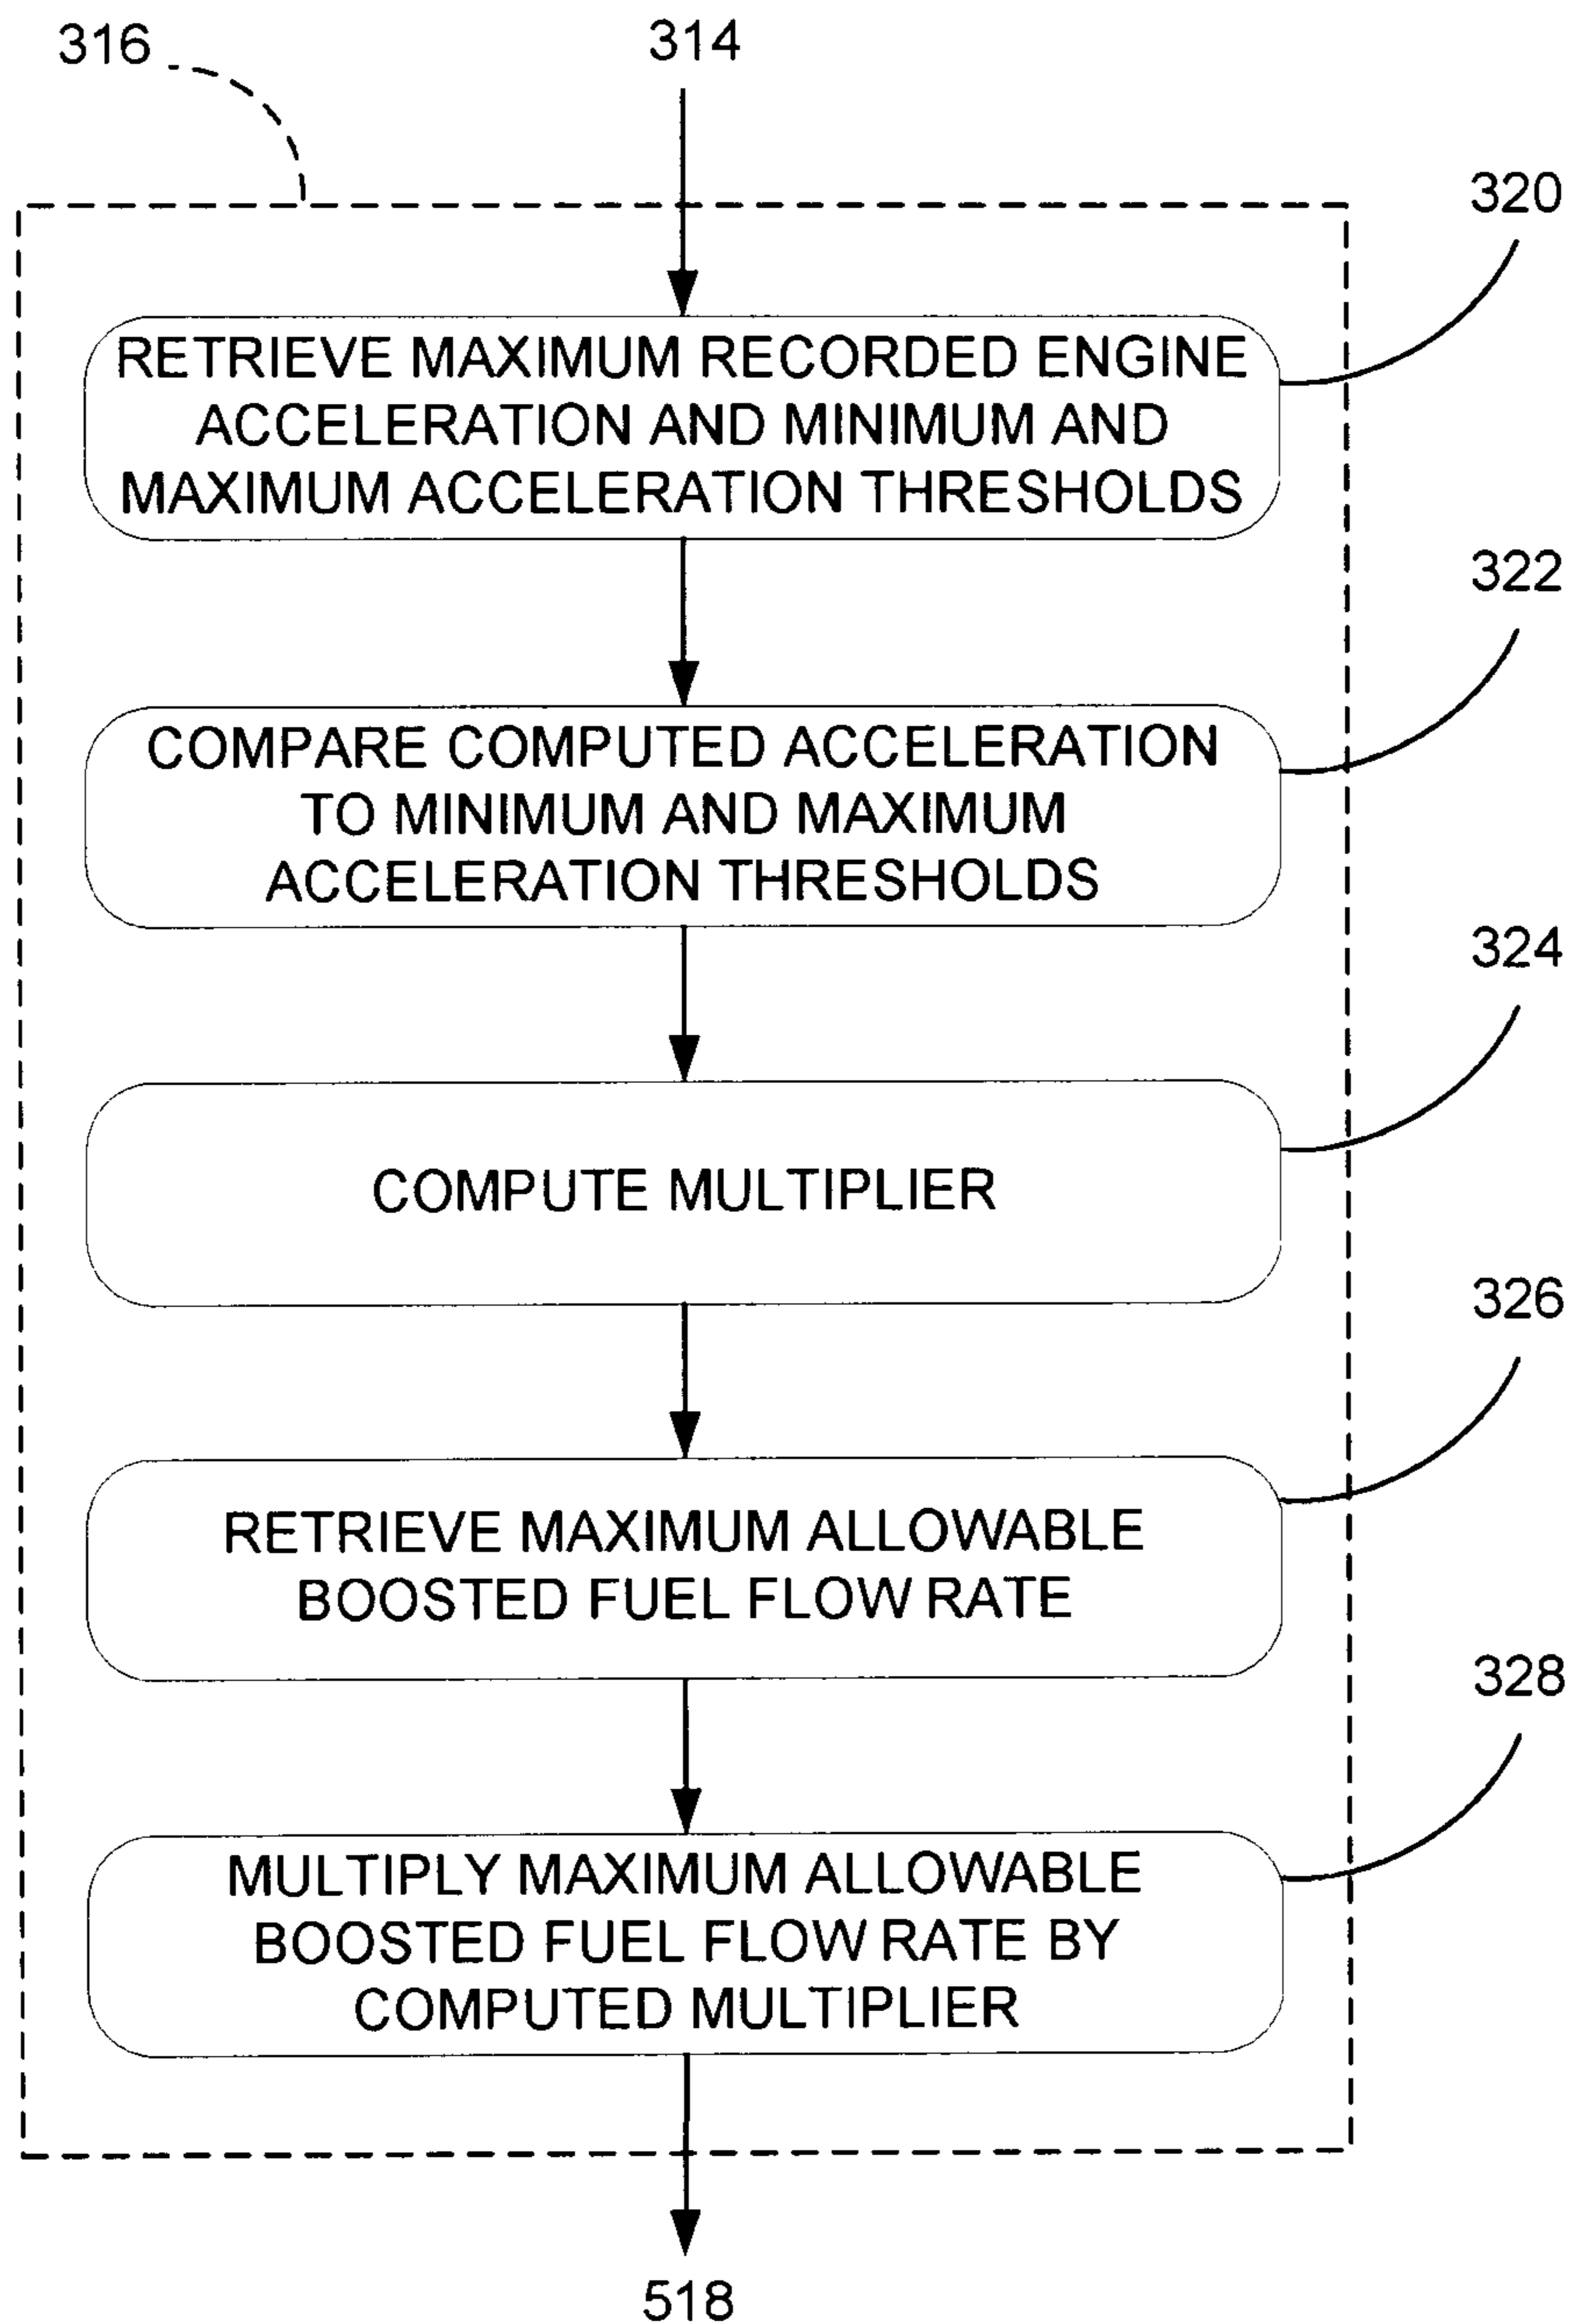 316
314
320
RETRIEVE MAXIMUM RECORDED ENGINE
ACCELERATION AND MINIMUM AND
MAXIMUM ACCELERATION THRESHOLDS
322
COMPARE COMPUTED ACCELERATION
TO MINIMUM AND MAXIMUM
ACCELERATION THRESHOLDS
324
COMPUTE MULTIPLIER
326
RETRIEVE MAXIMUM ALLOWABLE
BOOSTED FUEL FLOW RATE
328
MULTIPLY MAXIMUM ALLOWABLE
BOOSTED FUEL FLOW RATE BY
COMPUTED MULTIPLIER
518